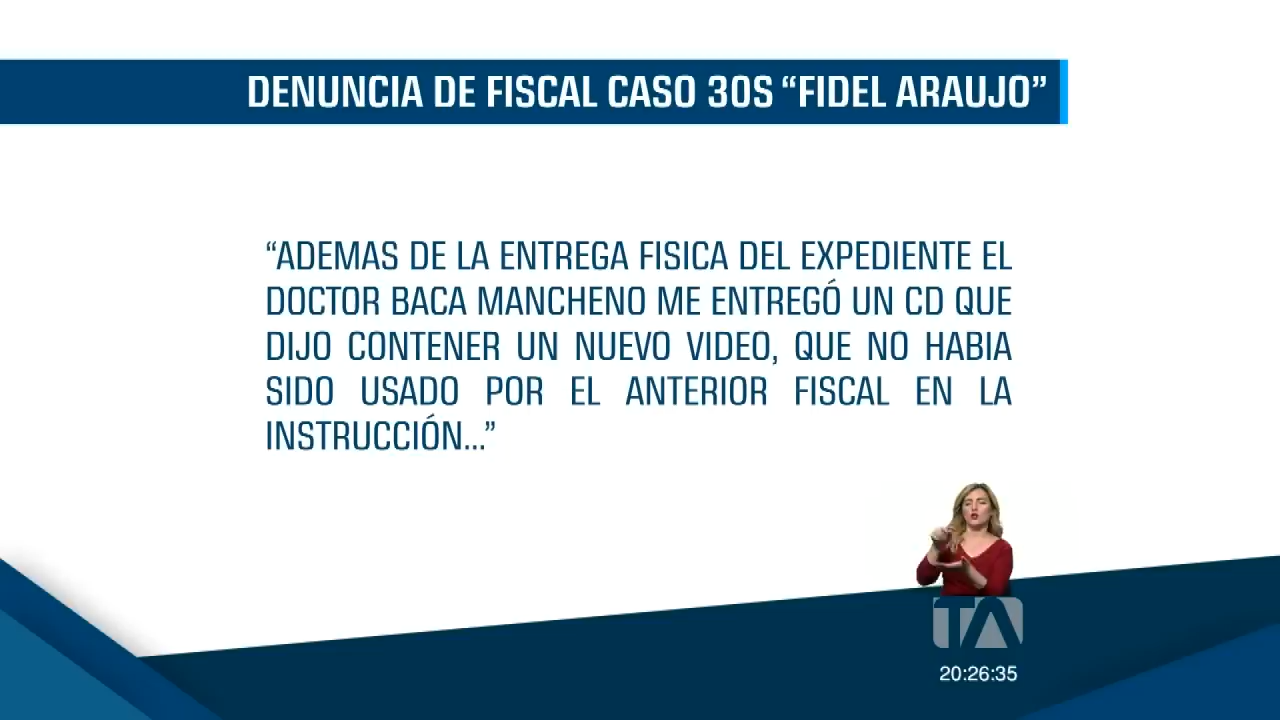 DENUNCIA DE FISCAL CASO 30S “FIDEL ARAUJO”
“ADEMAS DE LA ENTREGA FISICA DEL EXPEDIENTE EL
DOCTOR BACA MANCHENO ME ENTREGÓ UN CD QUE
DIJO CONTENER UN NUEVO VIDEO, QUE NO HABIA
SIDO USADO POR EL ANTERIOR FISCAL EN LA
INSTRUCCIÓN...”
TA
20:26:35